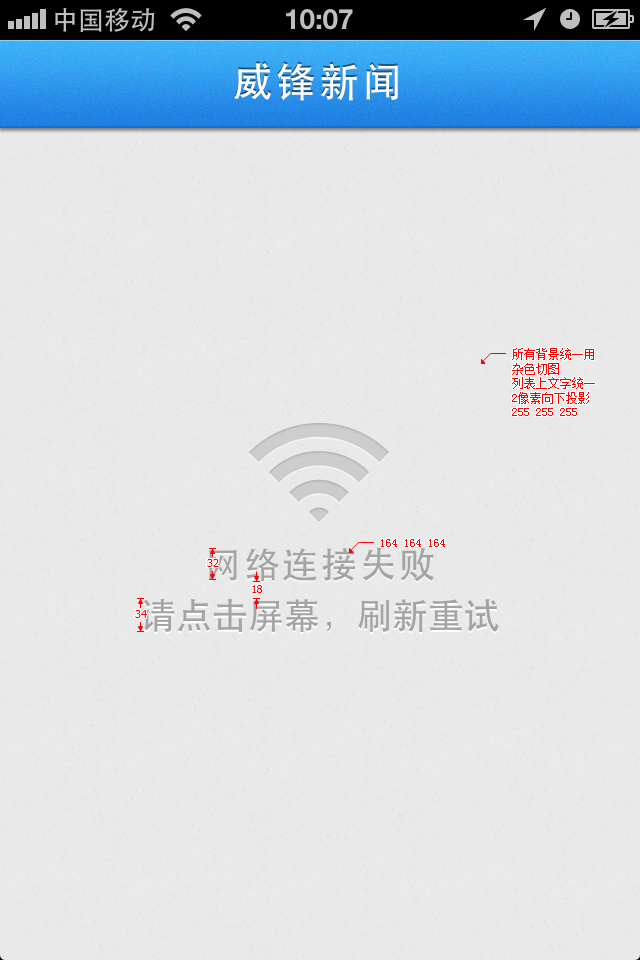 中国移动 10:07
威锋新闻
所有背景统一用
杂色切图
列表上文字统一
2像素向下投影
255 255 255
164 164 164
网络连接失败
32
18
请点击屏幕，刷新重试
34